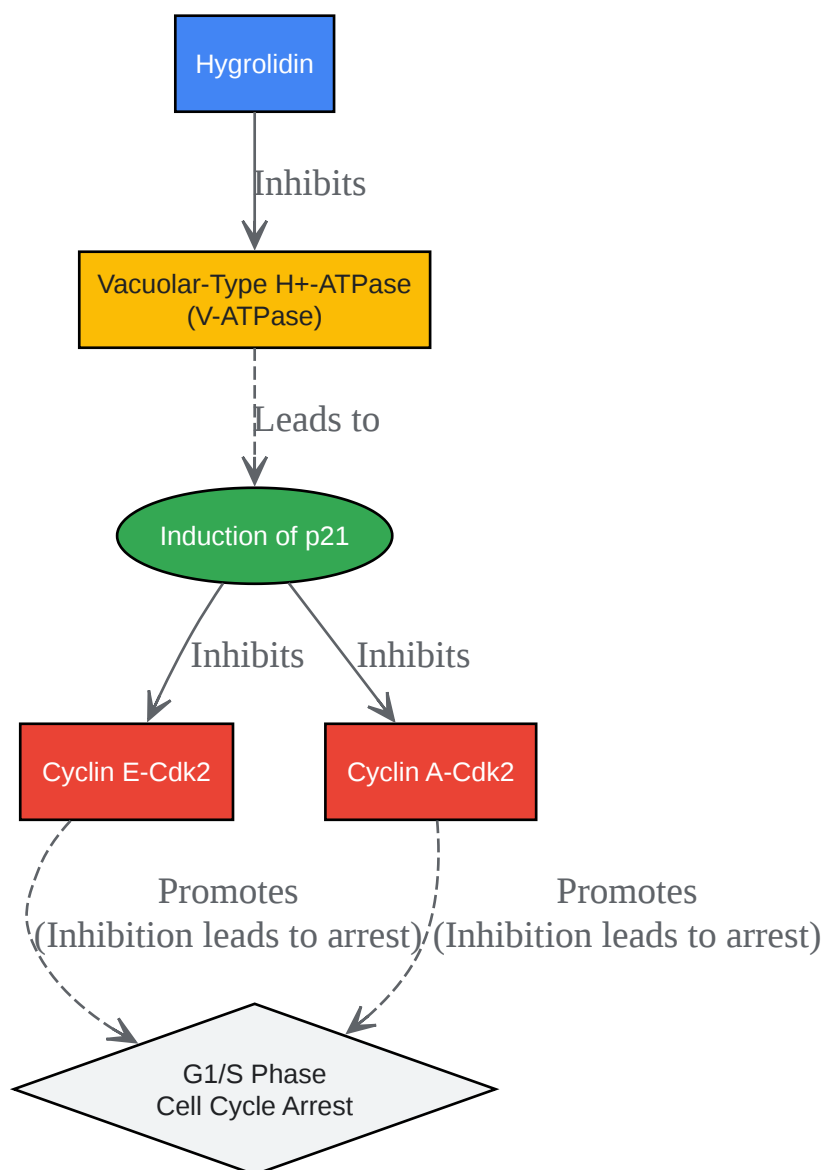 Hygrolidin
Inhibits
Vacuolar-Type H+-ATPase
(V-ATPase)
Leads to
Induction of p21
Inhibits
Inhibits
Cyclin E-Cdk2
Cyclin A-Cdk2
Promotes
(Inhibition leads to arrest)
Promotes
(Inhibition leads to arrest)
G1/S Phase
Cell Cycle Arrest